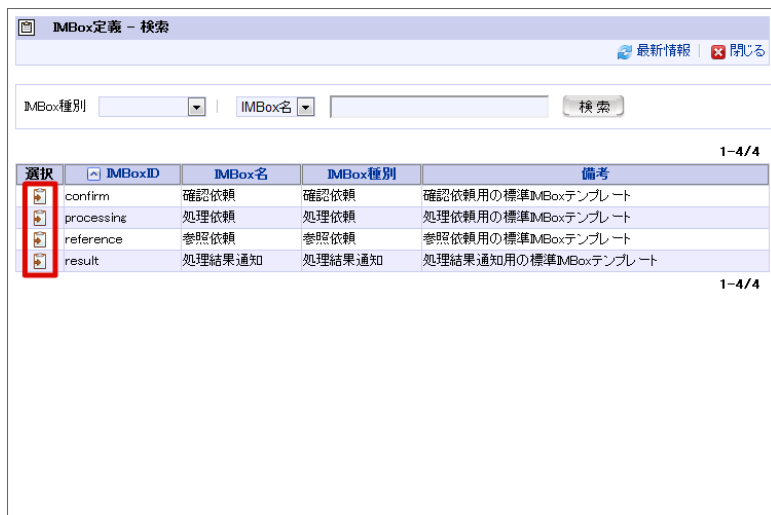 IMBox定義 - 検索
最新情報 閉じる
IMBox種別 IMBox名 検索
1-4/4
選択 IMBoxID IMBox名 IMBox種別 備考
confirm 確認依頼 確認依頼 確認依頼用の標準IMBoxテンプレート
processing 処理依頼 処理依頼 処理依頼用の標準IMBoxテンプレート
reference 参照依頼 参照依頼 参照依頼用の標準IMBoxテンプレート
result 処理結果通知 処理結果通知 処理結果通知用の標準IMBoxテンプレート
1-4/4